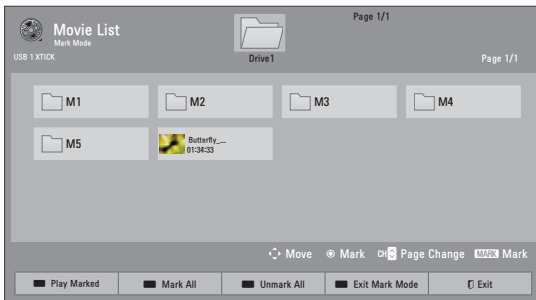 Movie List
Mark Mode
USB 1 XTICK
Drive1
Page 1/1
Page 1/1
M1
M2
M3
M4
M5
Butterfly_...
01:34:33
Move
Mark
CH Page Change
MARK Mark
Play Marked
Mark All
Unmark All
Exit Mark Mode
Exit